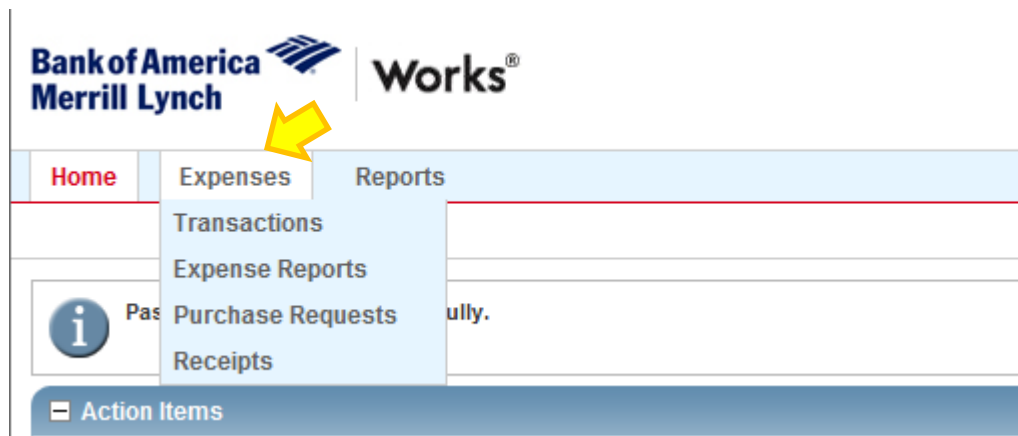 Bank of America
Merrill Lynch
Works®
Home Expenses Reports
Transactions
Expense Reports
Purchase Requests
Receipts
Pas ully.
Action Items